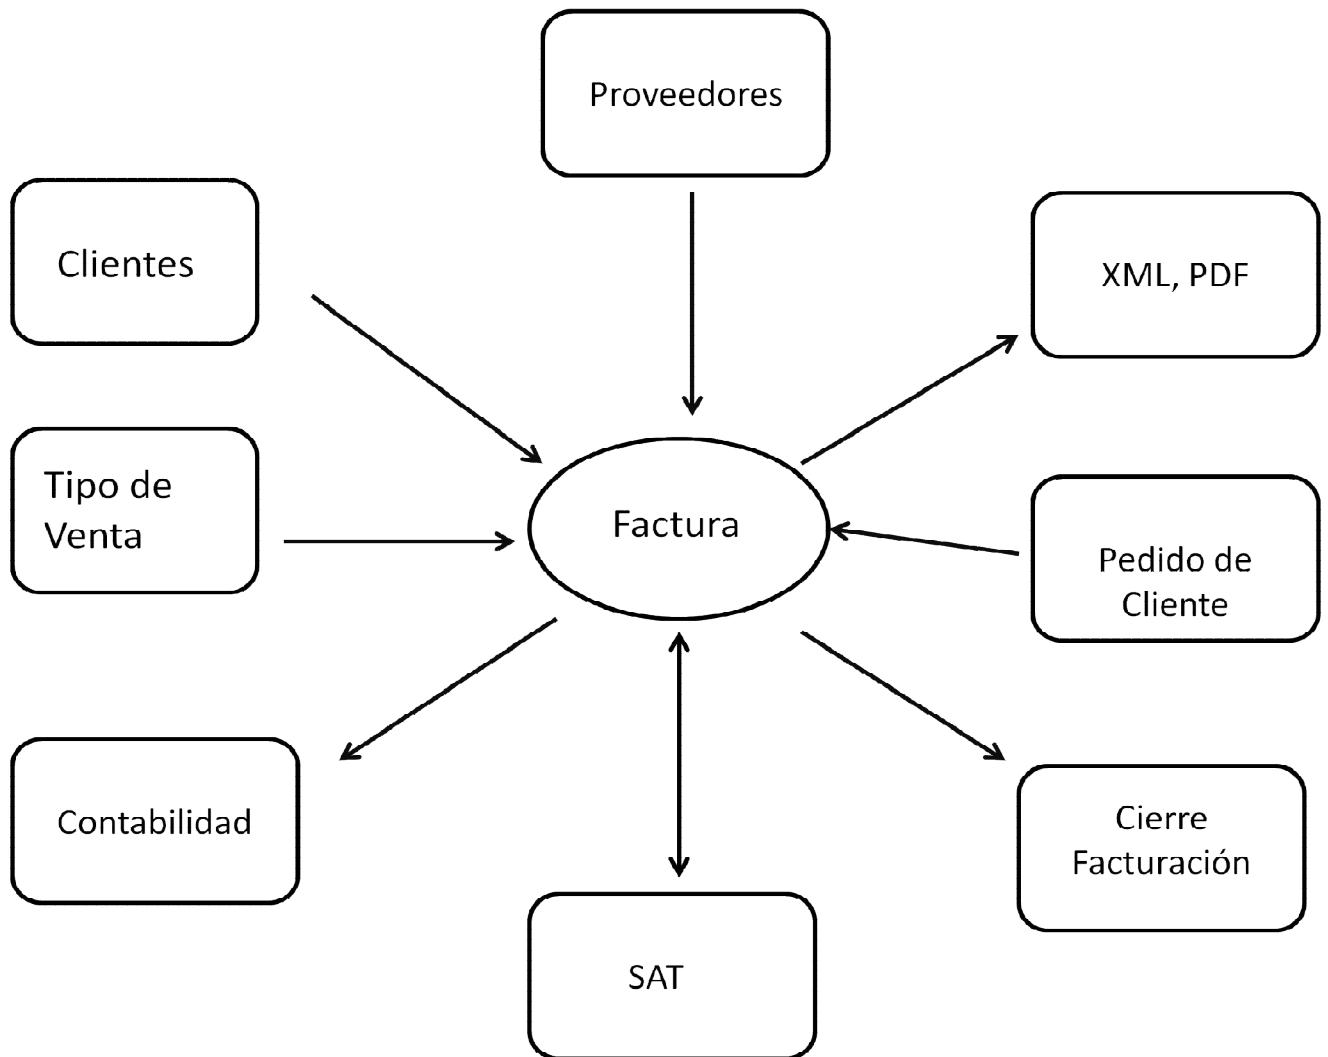 Proveedores
Clientes
XML, PDF
Tipo de
Venta
Factura
Pedido de
Cliente
Contabilidad
Cierre
Facturación
SAT